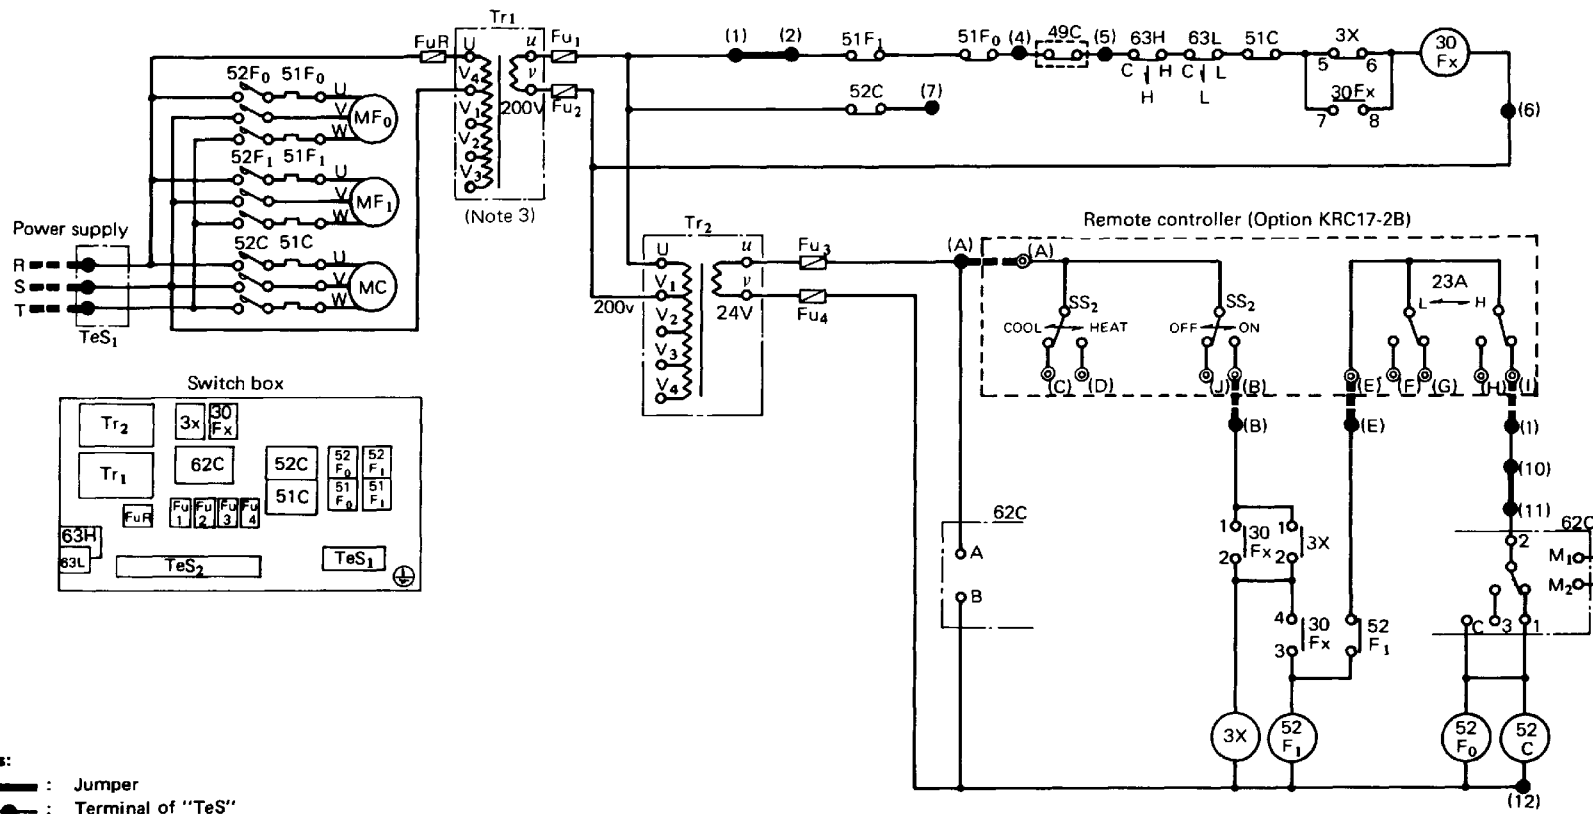 Tr1
FuR U u Fu1
(1) (2) 51F1 51F0 (4) 49C (5) 63H 63L 51C 3X 30 Fx
C H C L 5 6
H L 30Fx
7 8
V4 v
V1 200V Fu2
V2
V3
(Note 3)
52C (7) (6)
52F0 51F0 U
V MF0
W
52F1 51F1 U
V MF1
W
Power supply
52C 51C U
R
S V MC
T W
TeS1
Tr2
U u Fu3 (A) (A)
V1 v
200v 24V Fu4
V2
V3
V4
Remote controller (Option KRC17-2B)
SS2 SS2 23A
L H
COOL HEAT OFF ON
(C) (D) (J) (B) (E) (F) (G) (H) (I)
(B) (E) (1)
(10)
(11)
Switch box
Tr2 3x 30 Fx
Tr1 62C 52C 52 F0 52 F1
51C 51 F0 51 F1
FuR Fu 1 Fu 2 Fu 3 Fu 4
63H
63L TeS2 TeS1
62C 62C
A
B
1 30 Fx 1 3X
2 2
4 30 Fx 52 F1
3
2 M1
M2
C 3 1
3X 52 F1 52 F0 52 C
(12)
s:
: Jumper
: Terminal of "TeS"